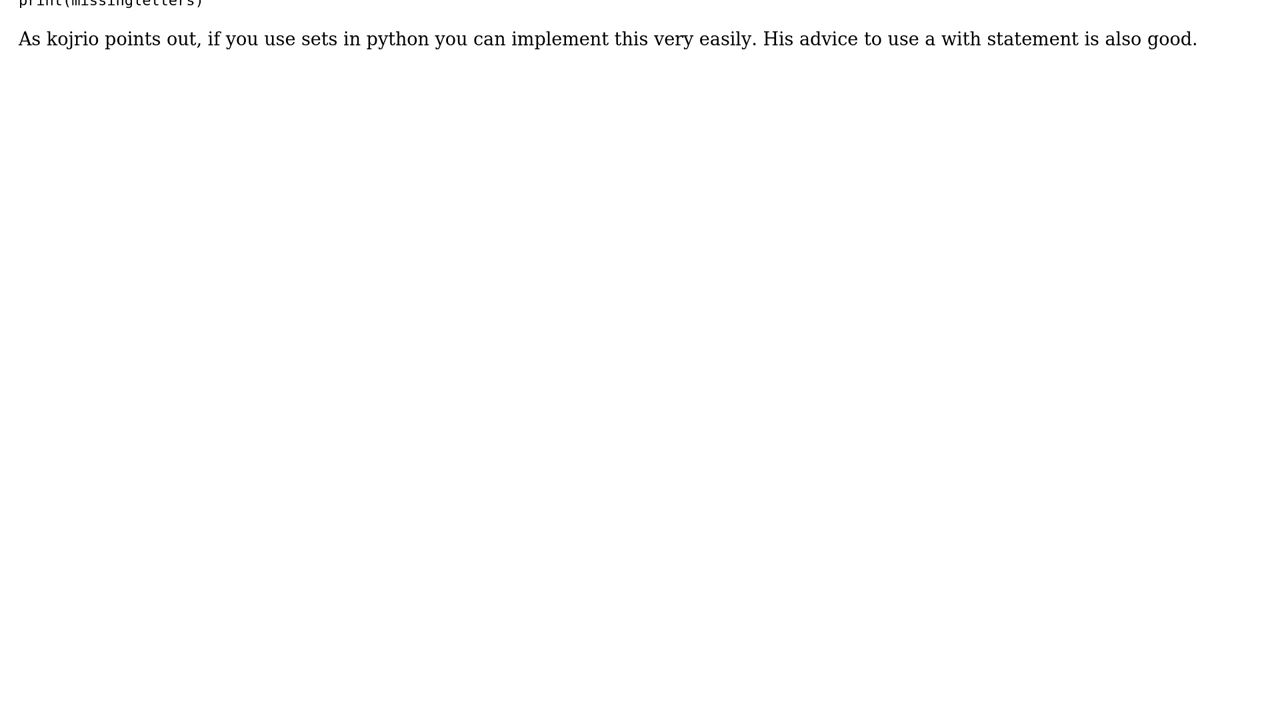 print(missingletters)
As kojrio points out, if you use sets in python you can implement this very easily. His advice to use a with statement is also good.